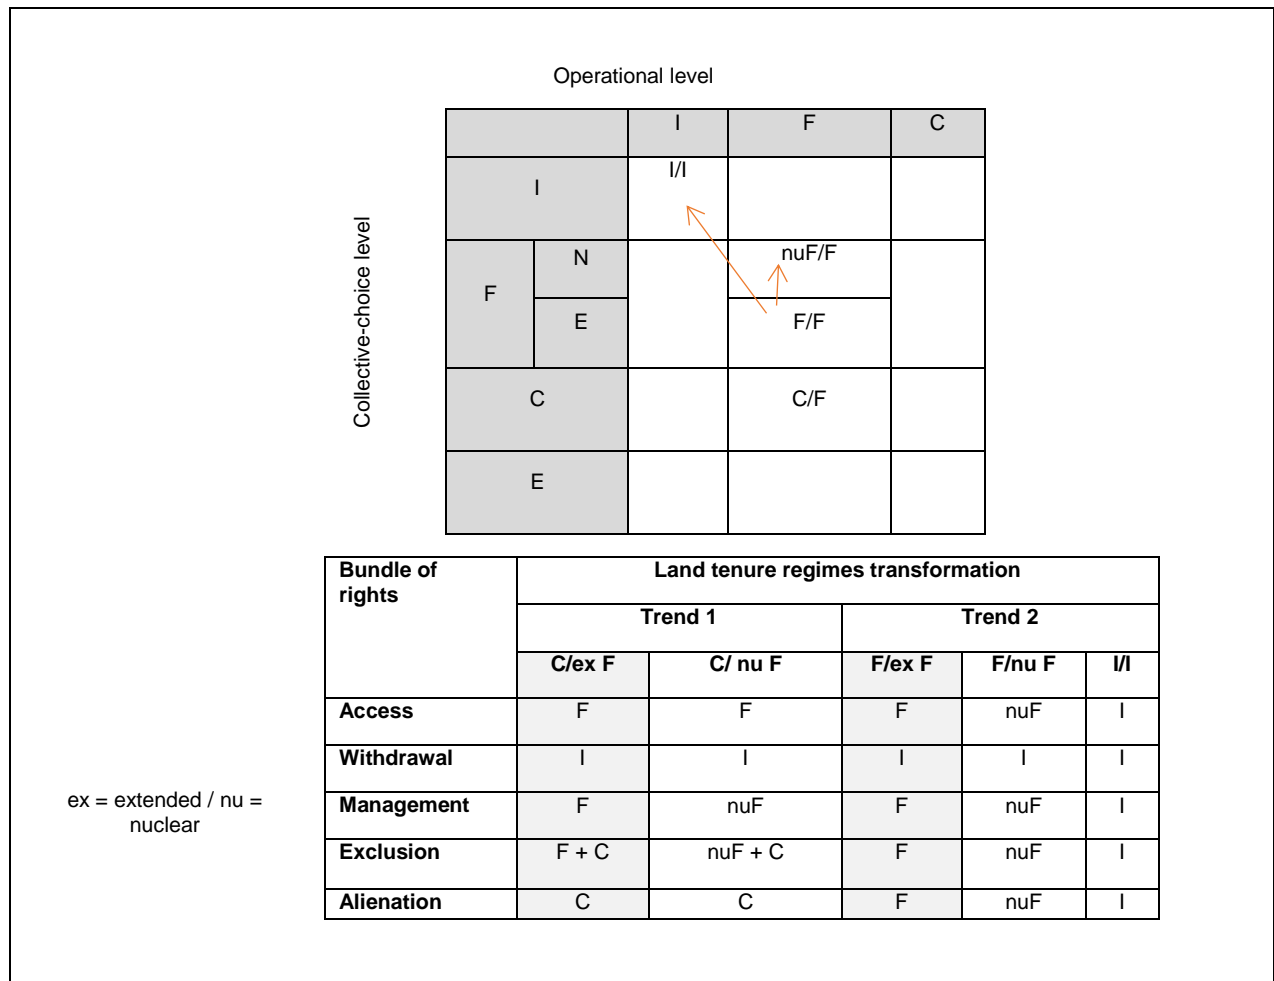 Operational level
I F C
I I/I
Collective-choice level
F N nuF/F
E F/F
C C/F
E
Bundle of rights Land tenure regimes transformation
Trend 1 Trend 2
C/ex F C/ nu F F/ex F F/nu F I/I
Access F F F nuF I
Withdrawal I I I I I
ex = extended / nu =
nuclear
Management F nuF F nuF I
Exclusion F + C nuF + C F nuF I
Alienation C C F nuF I